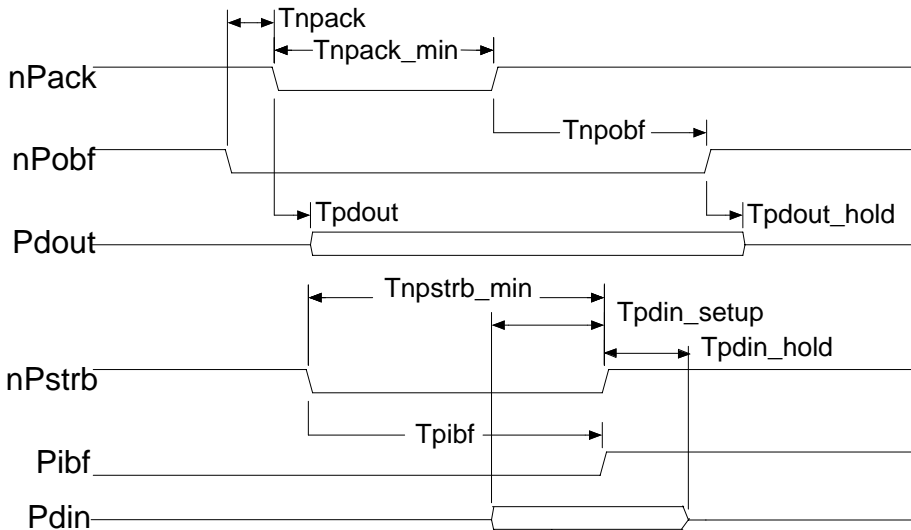 Tnpack
Tnpack_min
nPack
Tnpobf
nPobf
Tpdout
Tpdout_hold
Pdout
Tnpstrb_min
Tpdin_setup
Tpdin_hold
nPstrb
Tpibf
Pibf
Pdin